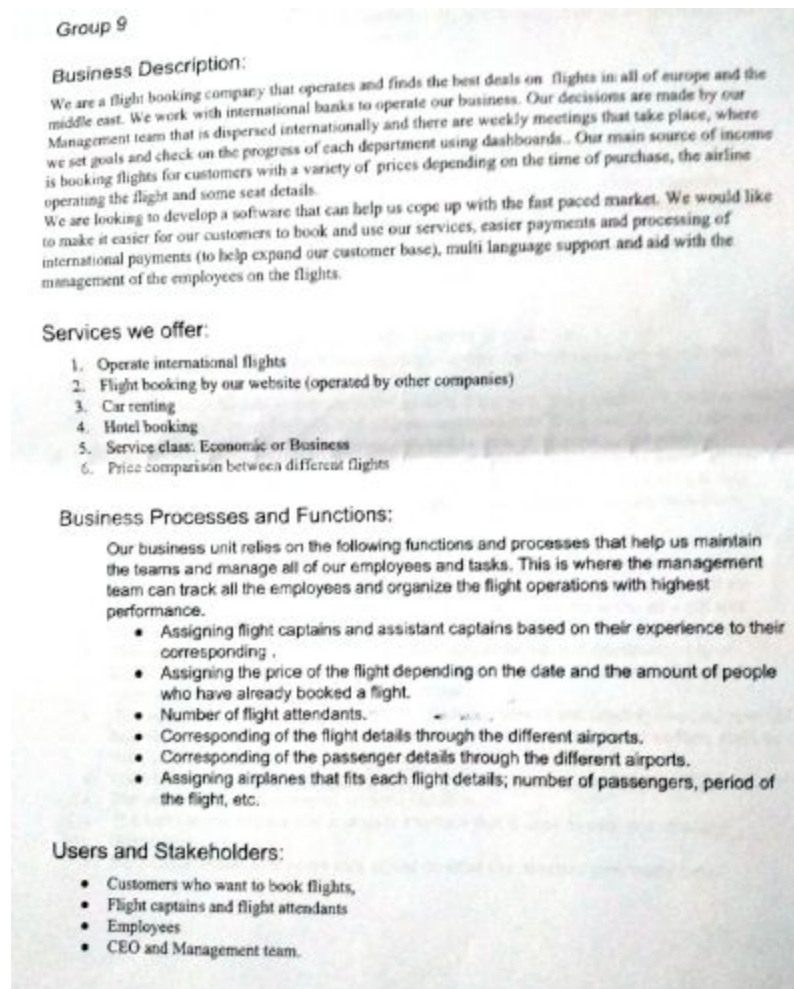 Group 9
Business Description:
We are a flight booking company that operates and finds the best deals on flights in all of europe and the
middle east. We work with international banks to operate our business. Our decisions are made by our
Management team that is dispersed internationally and there are weekly meetings that take place, where
we set goals and check on the progress of each department using dashboards.. Our main source of income
is booking flights for customers with a variety of prices depending on the time of purchase, the airline
operating the flight and some seat details.
We are looking to develop a software that can help us cope up with the fast paced market. We would like
to make it easier for our customers to book and use our services, easier payments and processing of
international payments (to help expand our customer base), multi language support and aid with the
management of the employees on the flights.
Services we offer:
1. Operate international flights
2. Flight booking by our website (operated by other companies)
3. Car renting
4. Hotel booking
5. Service class: Economic or Business
6. Price comparison between different flights
Business Processes and Functions:
Our business unit relies on the following functions and processes that help us maintain
the teams and manage all of our employees and tasks. This is where the management
team can track all the employees and organize the flight operations with highest
performance.
• Assigning flight captains and assistant captains based on their experience to their
corresponding .
• Assigning the price of the flight depending on the date and the amount of people
who have already booked a flight.
• Number of flight attendants.
• Corresponding of the flight details through the different airports.
• Corresponding of the passenger details through the different airports.
• Assigning airplanes that fits each flight details; number of passengers, period of
the flight, etc.
Users and Stakeholders:
• Customers who want to book flights,
• Flight captains and flight attendants
• Employees
• CEO and Management team.